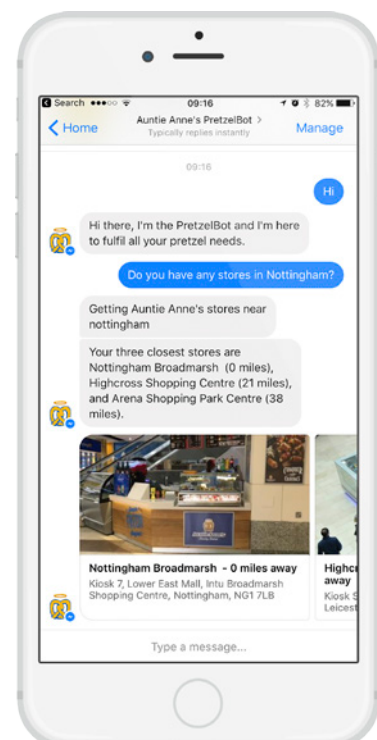 Search 09:16 82%
Home Auntie Anne's PretzelBot > Manage
Typically replies instantly
09:16
Hi
Hi there, I'm the PretzelBot and I'm here
to fulfil all your pretzel needs.
Do you have any stores in Nottingham?
Getting Auntie Anne's stores near
nottingham
Your three closest stores are
Nottingham Broadmarsh (0 miles),
Highcross Shopping Centre (21 miles),
and Arena Shopping Park Centre (38
miles).
Nottingham Broadmarsh - 0 miles away
Kiosk 7, Lower East Mall, Intu Broadmarsh
Shopping Centre, Nottingham, NG1 7LB
Highc
away
Kiosk S
Leicest
Type a message...